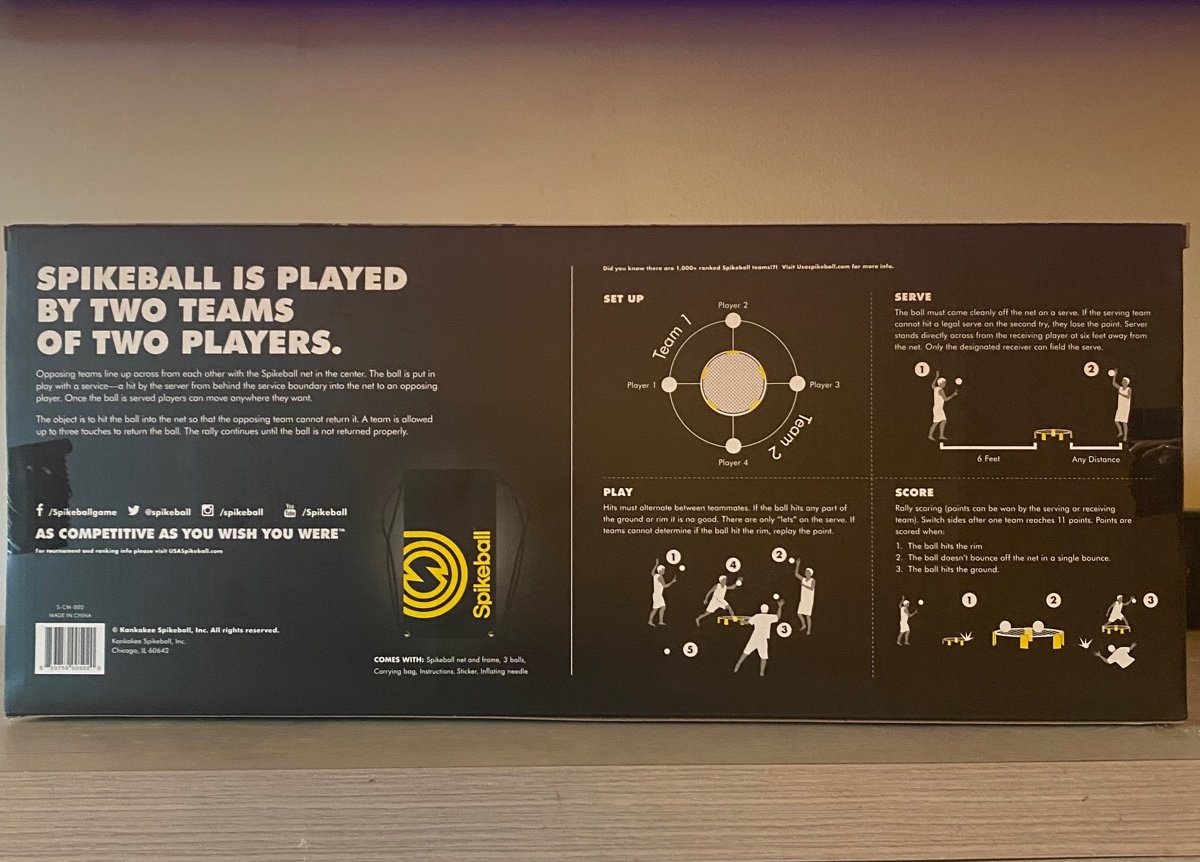 SPIKEBALL IS PLAYED
BY TWO TEAMS
OF TWO PLAYERS.
Opposing teams line up across from each other with the Spikeball net in the center. The ball is put in
play with a service—a hit by the server from behind the service boundary into the net to an opposing
player. Once the ball is served players can move anywhere they want.
The object is to hit the ball into the net so that the opposing team cannot return it. A team is allowed
up to three touches to return the ball. The rally continues until the ball is not returned properly.
/Spikeballgame @spikeball /spikeball You Tube /Spikeball
AS COMPETITIVE AS YOU WISH YOU WERE™
For tournament and ranking info please visit USASpikeball.com
S-CM-002
MADE IN CHINA
© Kankakee Spikeball, Inc. All rights reserved.
Kankakee Spikeball, Inc.
Chicago, IL 60642
Spikeball
COMES WITH: Spikeball net and frame, 3 balls,
Carrying bag, Instructions, Sticker, Inflating needle
Did you know there are 1,000+ ranked Spikeball teams!?! Visit Usaspikeball.com for more info.
SET UP
Player 2
Team 1
Player 1
Player 3
Team 2
Player 4
SERVE
The ball must come cleanly off the net on a serve. If the serving team
cannot hit a legal serve on the second try, they lose the point. Server
stands directly across from the receiving player at six feet away from
the net. Only the designated receiver can field the serve.
1
2
6 Feet
Any Distance
PLAY
Hits must alternate between teammates. If the ball hits any part of
the ground or rim it is no good. There are only "lets" on the serve. If
teams cannot determine if the ball hit the rim, replay the point.
1
4
2
3
5
SCORE
Rally scoring (points can be won by the serving or receiving
team). Switch sides after one team reaches 11 points. Points are
scored when:
1. The ball hits the rim
2. The ball doesn't bounce off the net in a single bounce.
3. The ball hits the ground.
1
2
3